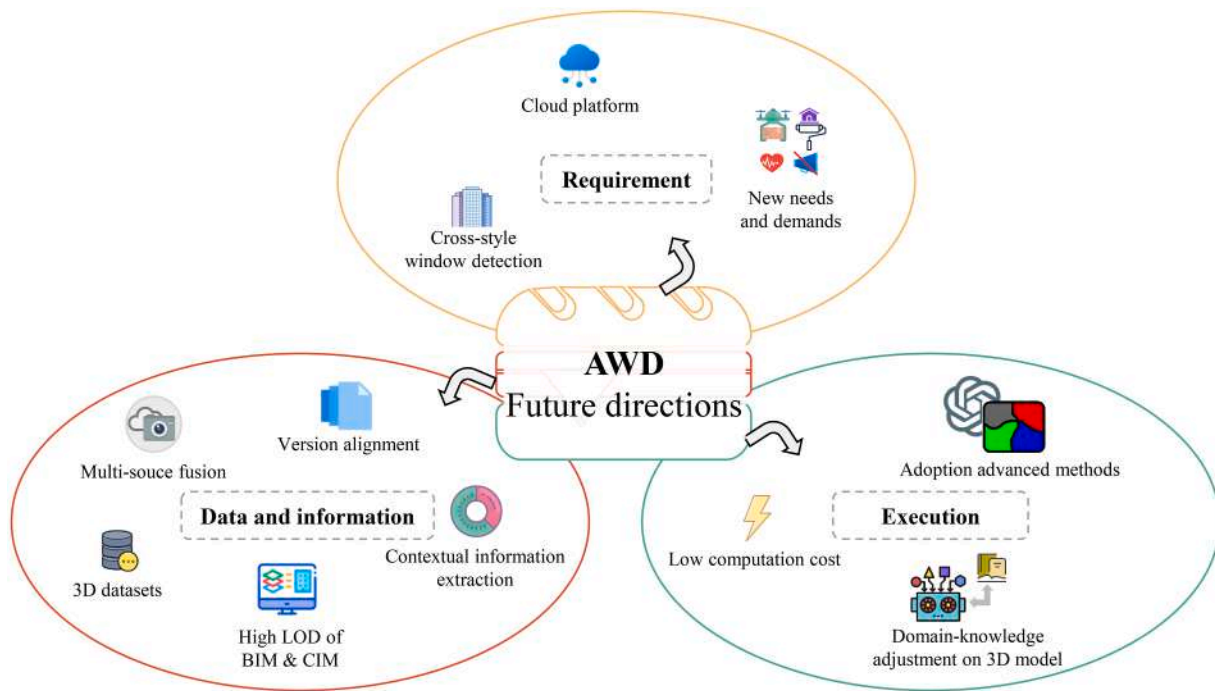 Cloud platform
New needs
and demands
Requirement
Cross-style
window detection
AWD
Future directions
Version alignment
Multi-souce fusion
Data and information
Contextual information
extraction
3D datasets
High LOD of
BIM & CIM
Adoption advanced methods
Execution
Low computation cost
Domain-knowledge
adjustment on 3D model